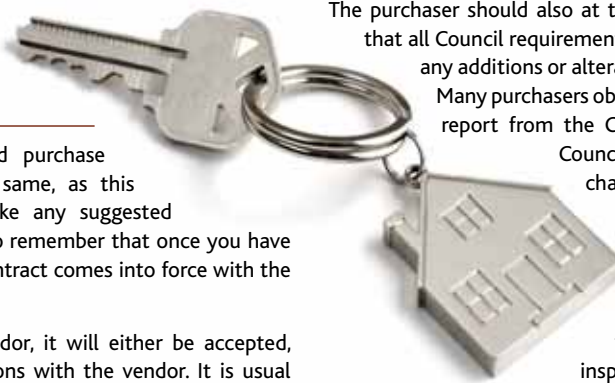 d purchase
same, as this
ke any suggested
o remember that once you have
ntract comes into force with the
dor, it will either be accepted,
ons with the vendor. It is usual
The purchaser should also at t
that all Council requirement
any additions or altera
Many purchasers ob
report from the C
Counc
cha
insp